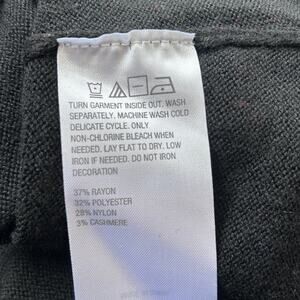 TURN GARMENT INSIDE OUT. WASH
SEPARATELY. MACHINE WASH COLD
DELICATE CYCLE. ONLY
NON-CHLORINE BLEACH WHEN
NEEDED. LAY FLAT TO DRY. LOW
IRON IF NEEDED. DO NOT IRON
DECORATION
37% RAYON
32% POLYESTER
28% NYLON
3% CASHMERE